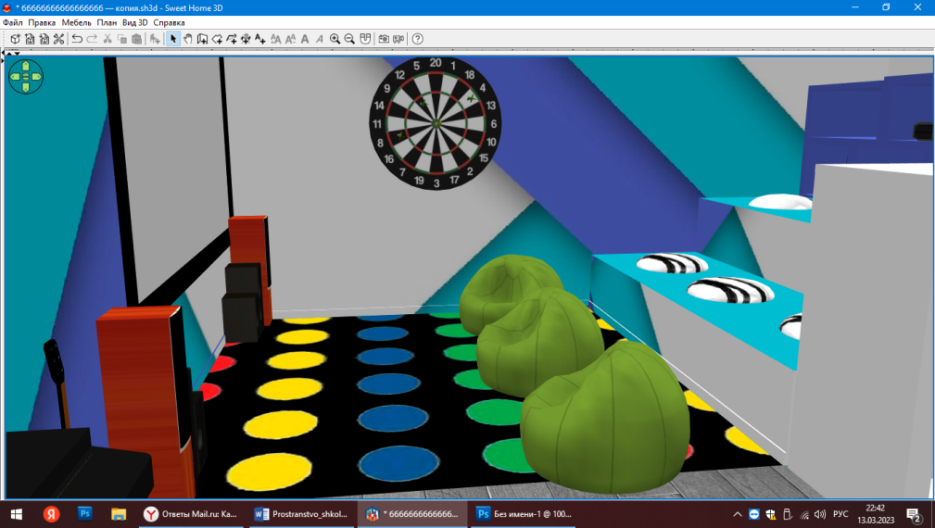 * 66666666666666666 — копия.sh3d - Sweet Home 3D
Файл Правка Мебель План Вид 3D Справка
20
5 1
12 18
9 4
14 13
11 6
8 10
16 15
7 2
19 3 17
Ответы Mail.ru: Ка...
Prostranstvo_shkol...
* 66666666666666...
Без имени-1 @ 100...
РУС
22:42
13.03.2023
2